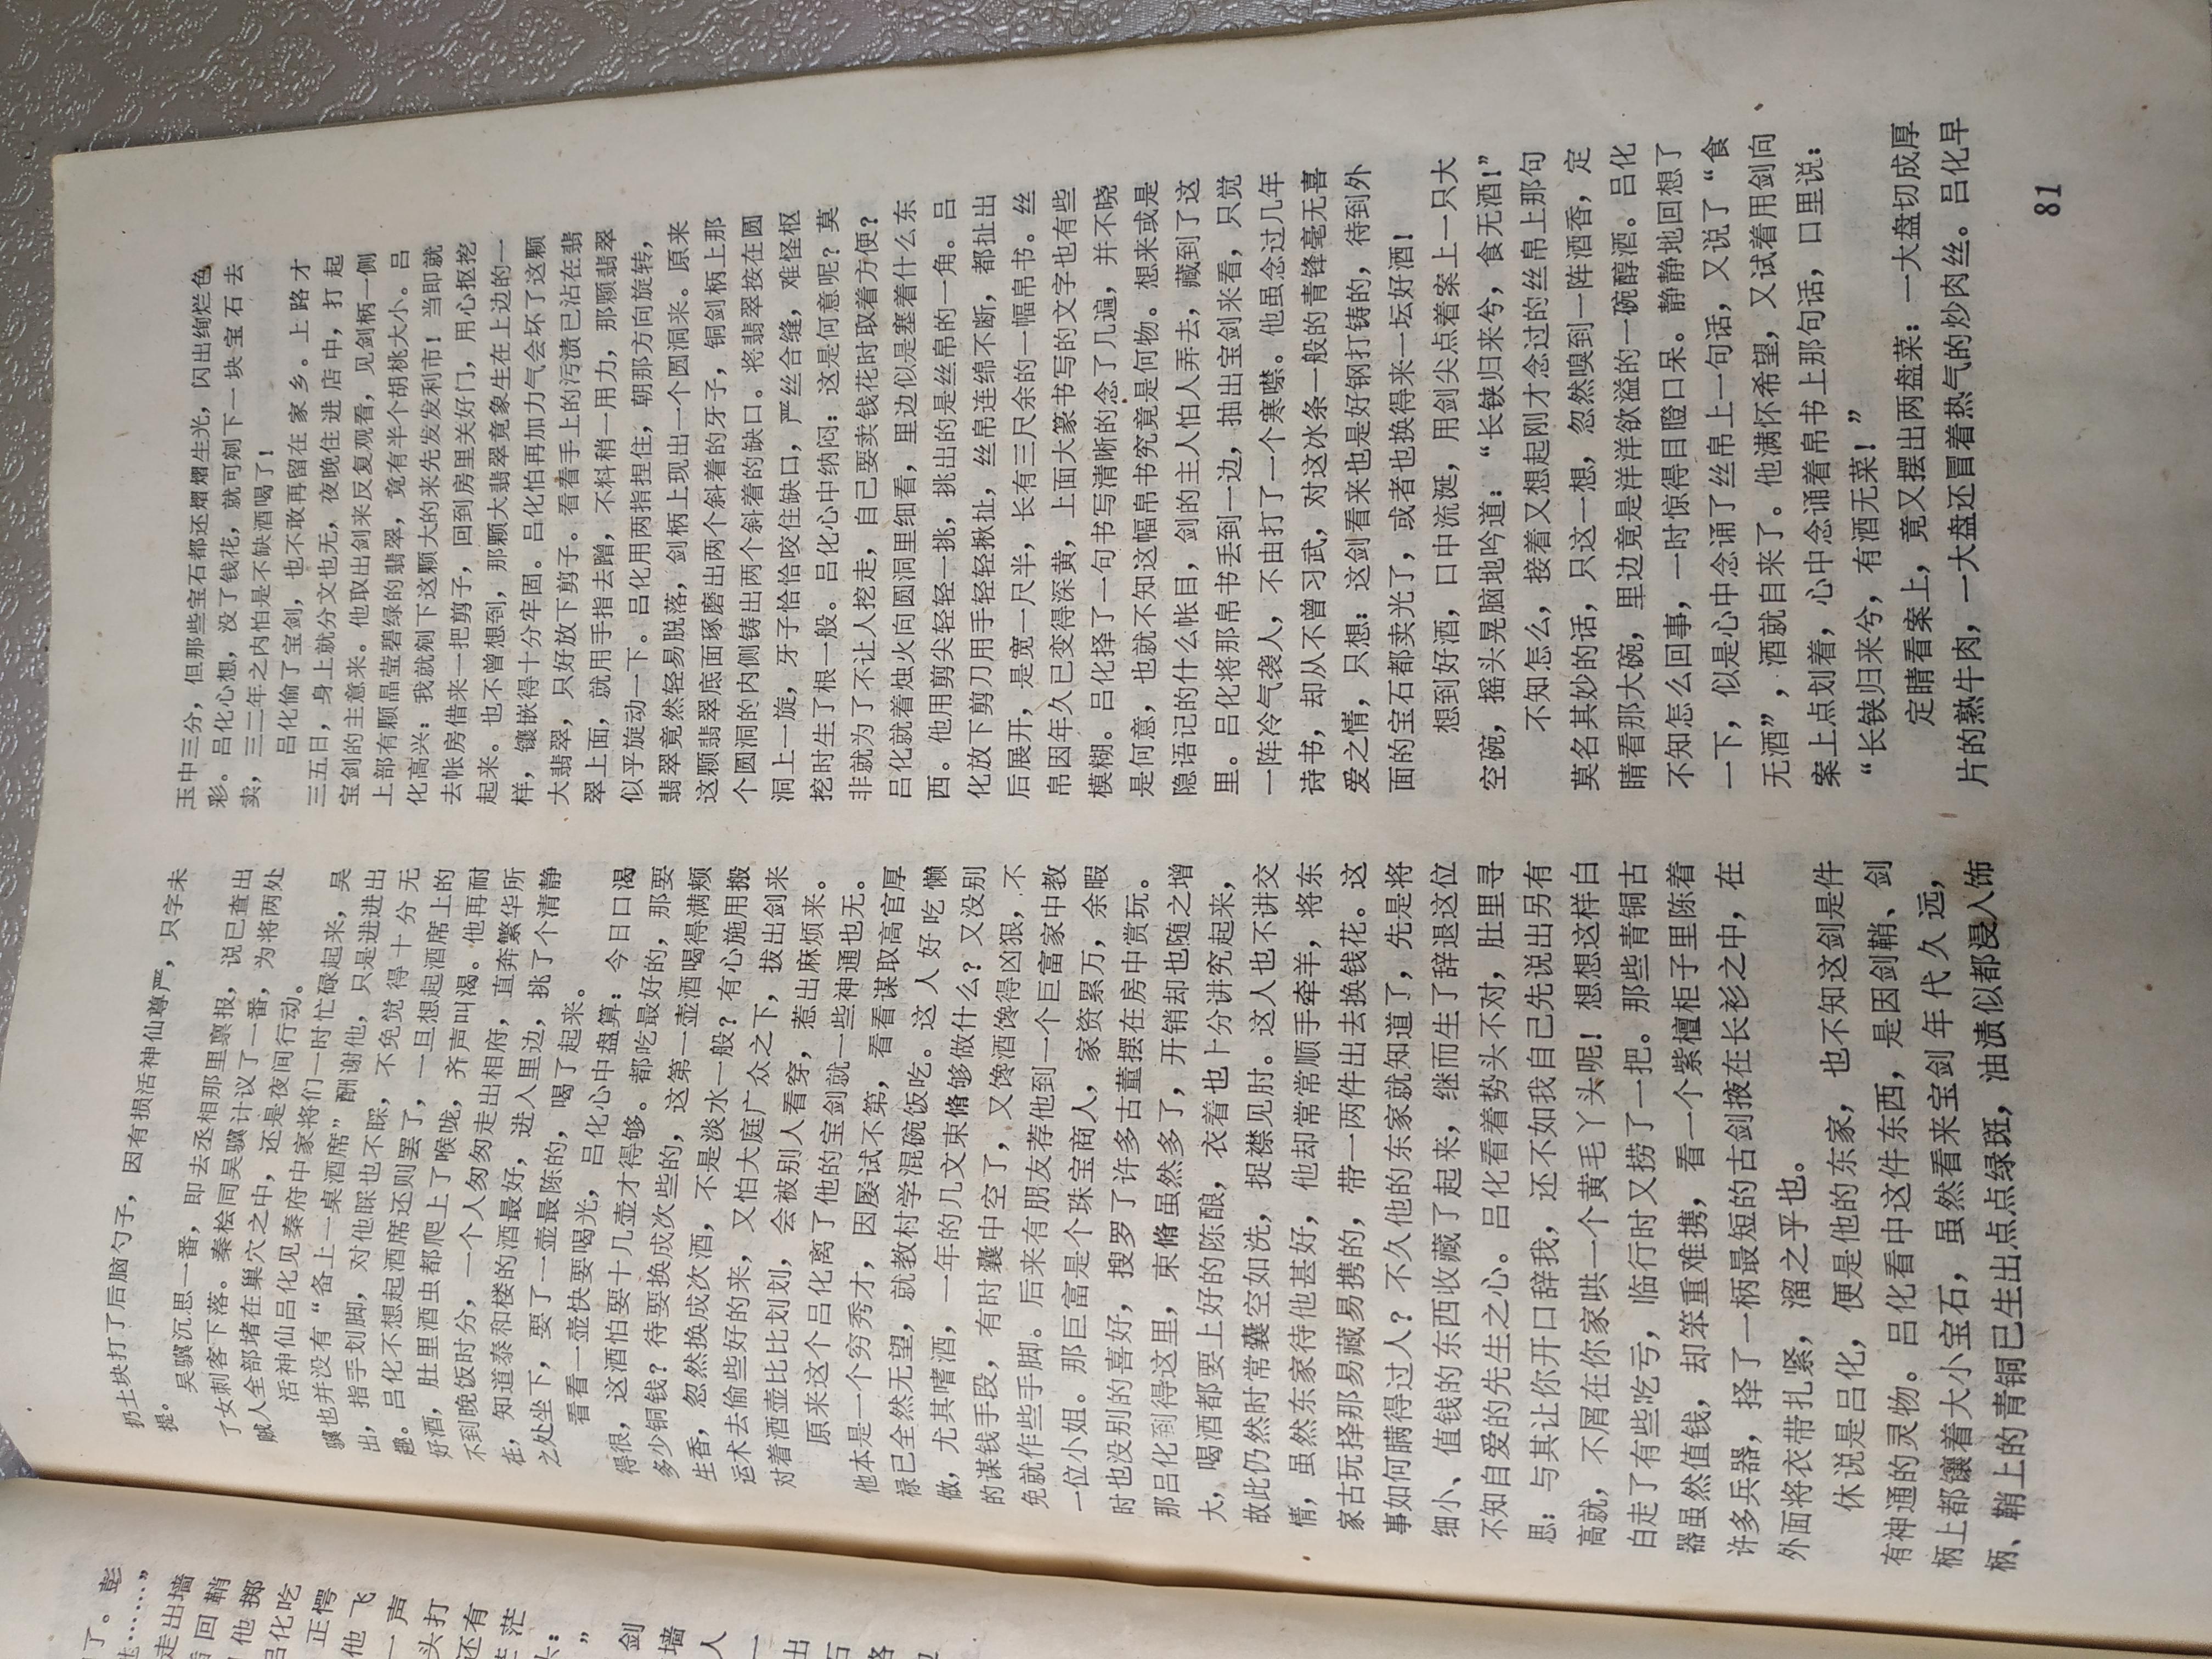 了。彭
……”
走出墙
回鞘
他掷
吕化吃
正愕
他飞
一声
头打
还有
茫茫
：
”
剑
墙
人
一
出
石
扔土块打了后脑勺子，因有损活神仙尊严，只字未
提。
吴骥沉思一番，即去丞相那里禀报，说已查出
了女刺客下落。秦桧同吴骥计议了一番，为将两处
贼人全部堵在巢穴之中，还是夜间行动。
活神仙吕化见秦府中家将们一时忙碌起来，吴
骥也并没有“备上一桌酒席”酬谢他，只是进进出
出，指手划脚，对他睬也不睬，不免觉得十分无
趣。吕化不想起酒席还则罢了，一旦想起酒席上的
好酒，肚里酒虫都爬上了喉咙，齐声叫渴。他再耐
不到晚饭时分，一个人匆匆走出相府，直奔繁华所
在，知道泰和楼的酒最好，进入里边，挑了个清静
之处坐下，要了一壶最陈的，喝了起来。
看看一壶快要喝光，吕化心中盘算：今日口渴
得很，这酒怕要十几壶才得够。都吃最好的，那要
多少铜钱？待要换成次些的，这第一壶酒喝得满颊
生香，忽然换成次酒，不是淡水一般？有心施用搬
运术去偷些好的来，又怕大庭广众之下，拔出剑来
对着酒壶比比划划，会被别人看穿，惹出麻烦来。
原来这个吕化离了他的宝剑就一些神通也无。
他本是一个穷秀才，因屡试不第，看看谋取高官厚
禄已全然无望，就教村学混碗饭吃。这人好吃懒
做，尤其嗜酒，一年的几文束脩够做什么？又没别
的谋钱手段，有时囊中空了，又馋酒馋得凶狠，不
免就作些手脚。后来有朋友荐他到一个巨富家中教
一位小姐。那巨富是个珠宝商人，家资累万，余暇
时也没别的喜好，搜罗了许多古董摆在房中赏玩。
那吕化到得这里，束脩虽然多了，开销却也随之增
大，喝酒都要上好的陈酿，衣着也十分讲究起来，
故此仍然时常囊空如洗，捉襟见肘。这人也不讲交
情，虽然东家待他甚好，他却常常顺手牵羊，将东
家古玩择那易藏易携的，带一两件出去换钱花。这
事如何瞒得过人？不久他的东家就知道了，先是将
细小、值钱的东西收藏了起来，继而生了辞退这位
不知自爱的先生之心。吕化看着势头不对，肚里寻
思：与其让你开口辞我，还不如我自己先说出另有
高就，不屑在你家哄一个黄毛丫头呢！想想这样白
白走了有些吃亏，临行时又捞了一把。那些青铜古
器虽然值钱，却笨重难携，看一个紫檀柜子里陈着
许多兵器，择了一柄最短的古剑掖在长衫之中，在
外面将衣带扎紧，溜之乎也。
休说是吕化，便是他的东家，也不知这剑是件
有神通的灵物。吕化看中这件东西，是因剑鞘、剑
柄上都镶着大小宝石，虽然看来宝剑年代久远，
柄、鞘上的青铜已生出点点绿斑，油渍似都浸入饰
玉中三分，但那些宝石都还熠熠生光，闪出绚烂色
彩。吕化心想，没了钱花，就可剜下一块宝石去
卖，三二年之内怕是不缺酒喝了！
吕化偷了宝剑，也不敢再留在家乡。上路才
三五日，身上就分文也无，夜晚住进店中，打起
宝剑的主意来。他取出剑来反复观看，见剑柄一侧
上部有颗晶莹碧绿的翡翠，竟有半个胡桃大小。吕
化高兴：我就剜下这颗大的来先发发利市！当即就
去帐房借来一把剪子，回到房里关好门，用心抠挖
起来。也不曾想到，那颗大翡翠竟象生在上边的一
样，镶嵌得十分牢固。吕化怕再加力气会坏了这颗
大翡翠，只好放下剪子。看看手上的污渍已沾在翡
翠上面，就用手指去蹭，不料稍一用力，那颗翡翠
似乎旋动一下。吕化用两指捏住，朝那方向旋转，
翡翠竟然轻易脱落，剑柄上现出一个圆洞来。原来
这颗翡翠底面琢磨出两个斜着的牙子，铜剑柄上那
个圆洞的内侧铸出两个斜着的缺口。将翡翠按在圆
洞上一旋，牙子恰恰咬住缺口，严丝合缝，难怪抠
挖时生了根一般。吕化心中纳闷：这是何意呢？莫
非就为了不让人挖走，自己要卖钱花时取着方便？
吕化就着烛火向圆洞里细看，里边似是塞着什么东
西。他用剪尖轻轻一挑，挑出的是丝帛的一角。吕
化放下剪刀用手轻轻揪扯，丝帛连绵不断，都扯出
后展开，是宽一尺半，长有三尺余的一幅帛书。丝
帛因年久已变得深黄，上面大篆书写的文字也有些
模糊。吕化择了一句书写清晰的念了几遍，并不晓
是何意，也就不知这幅帛书究竟是何物。想来或是
隐语记的什么帐目，剑的主人怕人弄去，藏到了这
里。吕化将那帛书丢到一边，抽出宝剑来看，只觉
一阵冷气袭人，不由打了一个寒噤。他虽念过几年
诗书，却从不曾习武，对这冰条一般的青锋毫无喜
爱之情，只想：这剑看来也是好钢打铸的，待到外
面的宝石都卖光了，或者也换得来一坛好酒！
想到好酒，口中流涎，用剑尖点着案上一只大
空碗，摇头晃脑地吟道：“长铗归来兮，食无酒！”
不知怎么，接着又想起刚才念过的丝帛上那句
莫名其妙的话，只这一想，忽然嗅到一阵酒香，定
睛看那大碗，里边竟是洋洋欲溢的一碗醇酒。吕化
不知怎么回事，一时惊得目瞪口呆。静静地回想了
一下，似是心中念诵了丝帛上一句话，又说了“食
无酒”，酒就自来了。他满怀希望，又试着用剑向
案上点划着，心中念诵着帛书上那句话，口里说：
“长铗归来兮，有酒无菜！”
定睛看案上，竟又摆出两盘菜：一大盘切成厚
片的熟牛肉，一大盘还冒着热气的炒肉丝。吕化早
81